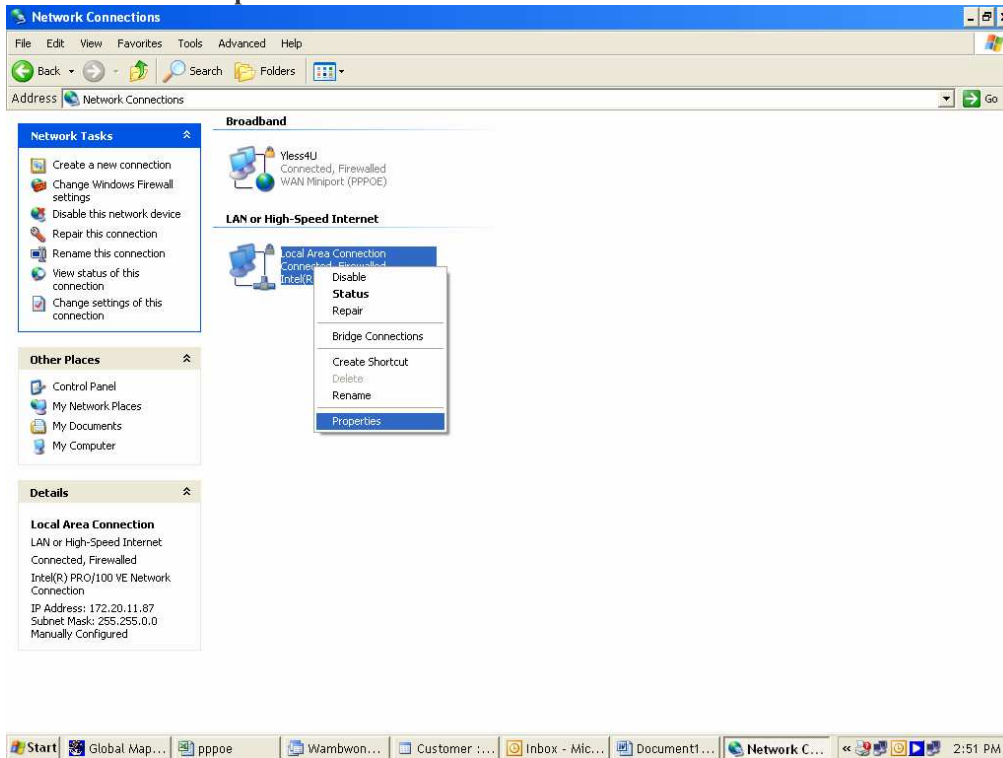 Network Connections
File Edit View Favorites Tools Advanced Help
Back Search Folders
Address Network Connections Go
Network Tasks
Create a new connection
Change Windows Firewall
settings
Disable this network device
Repair this connection
Rename this connection
View status of this
connection
Change settings of this
connection
Other Places
Control Panel
My Network Places
My Documents
My Computer
Details
Local Area Connection
LAN or High-Speed Internet
Connected, Firewalled
Intel(R) PRO/100 VE Network
Connection
IP Address: 172.20.11.87
Subnet Mask: 255.255.0.0
Manually Configured
Broadband
Yless4U
Connected, Firewalled
WAN Miniport (PPPOE)
LAN or High-Speed Internet
Local Area Connection
Connected, Firewalled
Intel(R
Disable
Status
Repair
Bridge Connections
Create Shortcut
Delete
Rename
Properties
Start Global Map... pppoe Wambwon... Customer :... Inbox - Mic... Document1... Network C... 2:51 PM